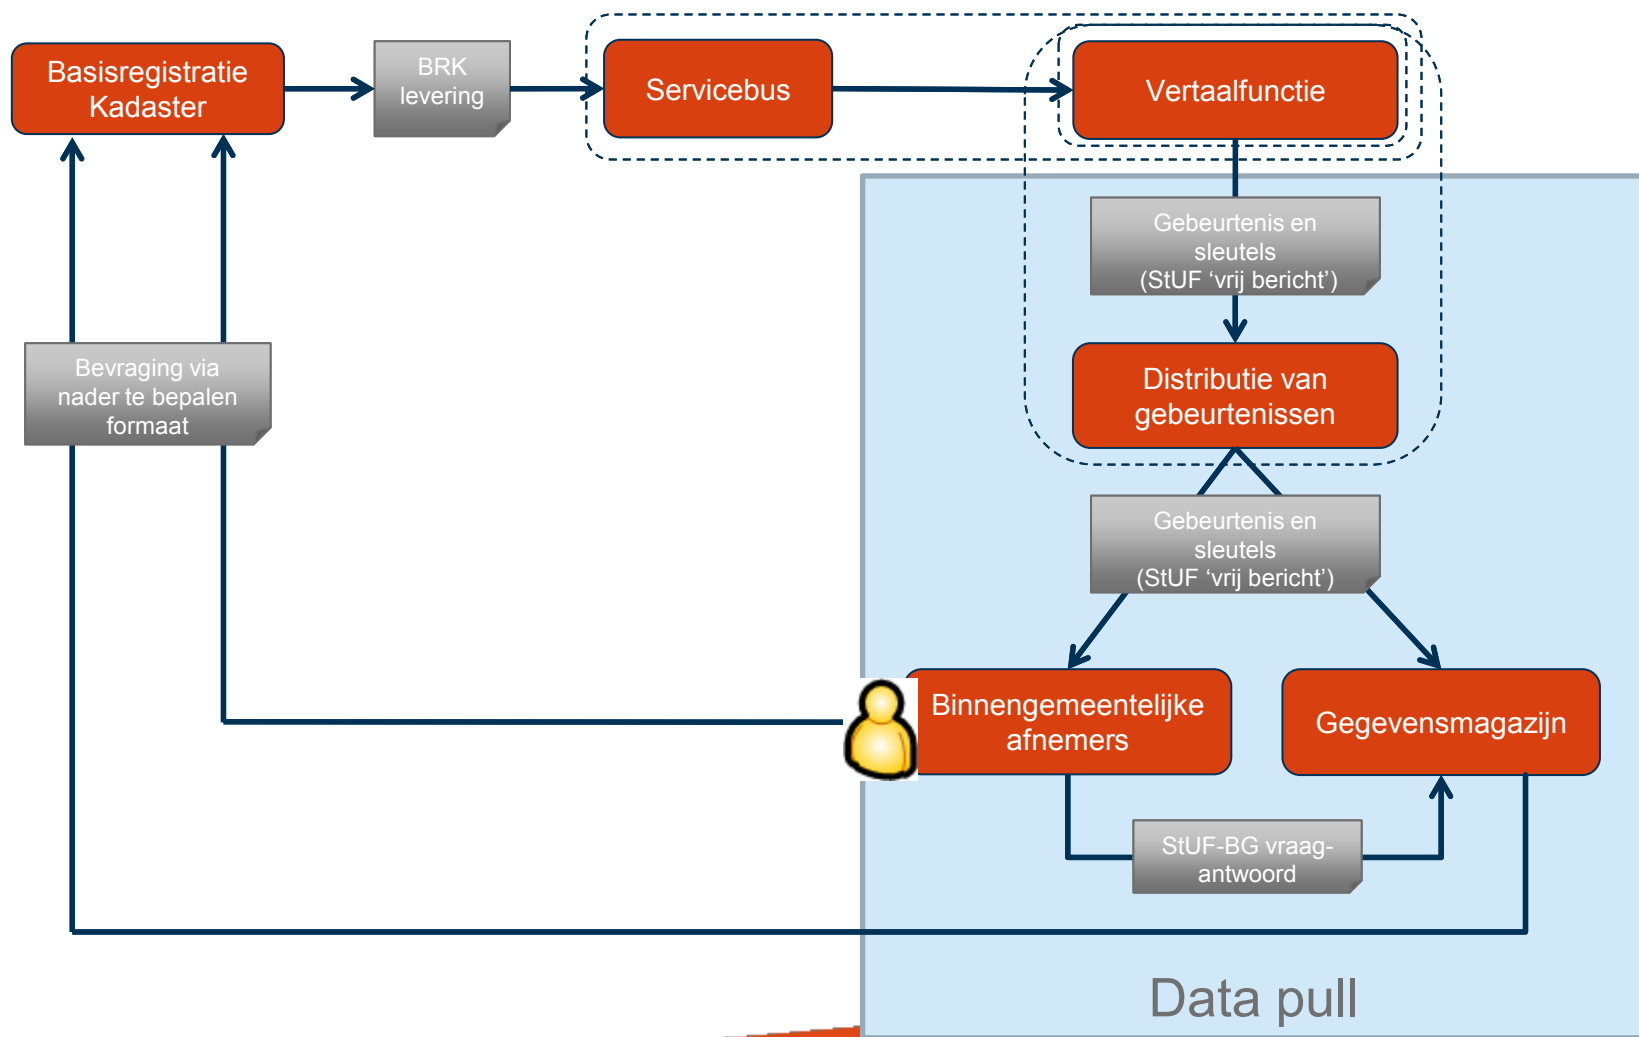 Basisregistratie
Kadaster
BRK
levering
Servicebus
Vertaalfunctie
Gebeurtenis en
sleutels
(StUF ‘vrij bericht’)
Bevraging via
nader te bepalen
formaat
Distributie van
gebeurtenissen
Gebeurtenis en
sleutels
(StUF ‘vrij bericht’)
Binnengemeentelijke
afnemers
Gegevensmagazijn
StUF-BG vraag-
antwoord
Data pull